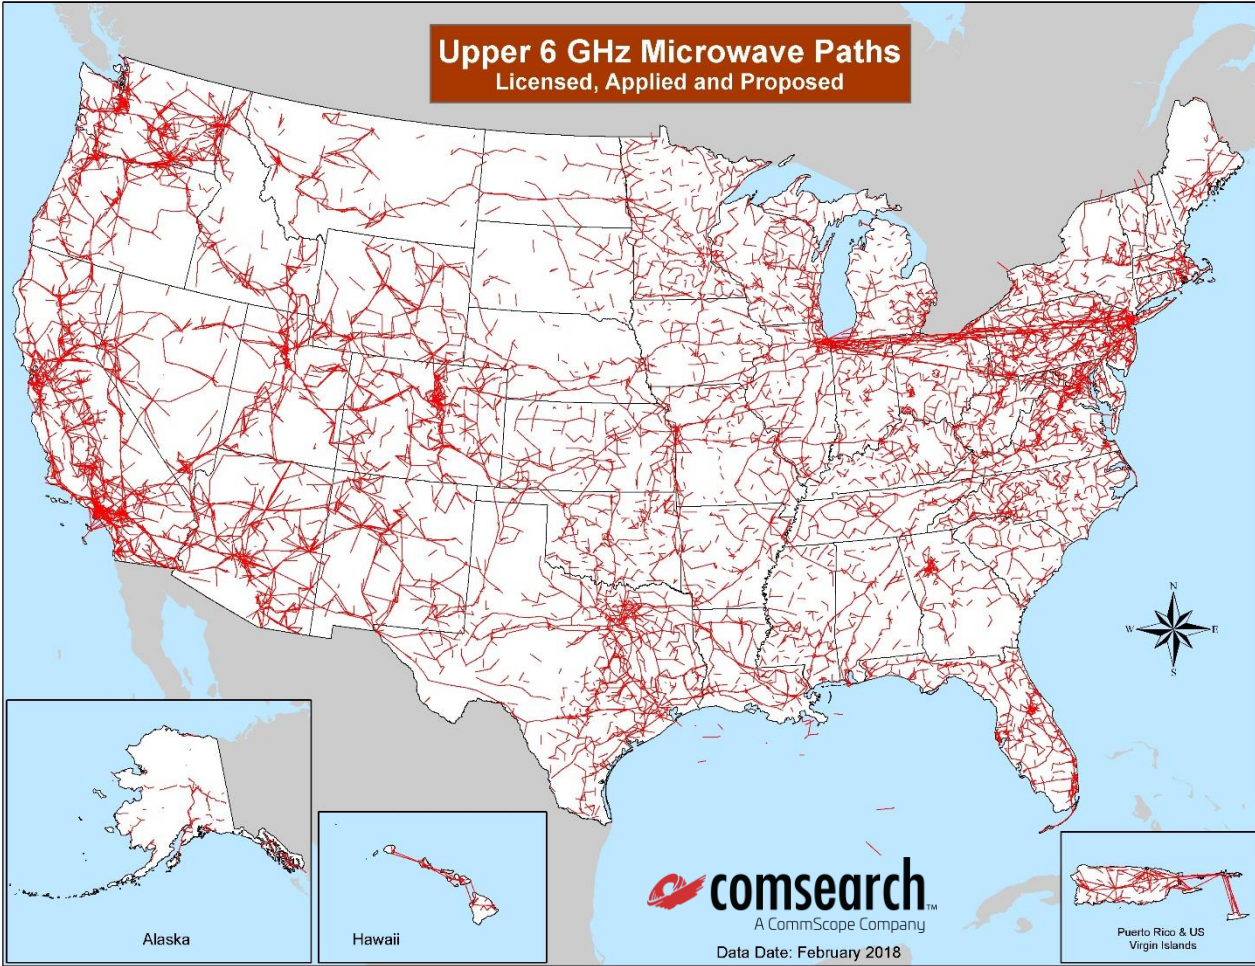 Upper 6 GHz Microwave Paths
Licensed, Applied and Proposed
N
W
E
S
Alaska
Hawaii
comsearch™
A CommScope Company
Data Date: February 2018
Puerto Rico & US
Virgin Islands